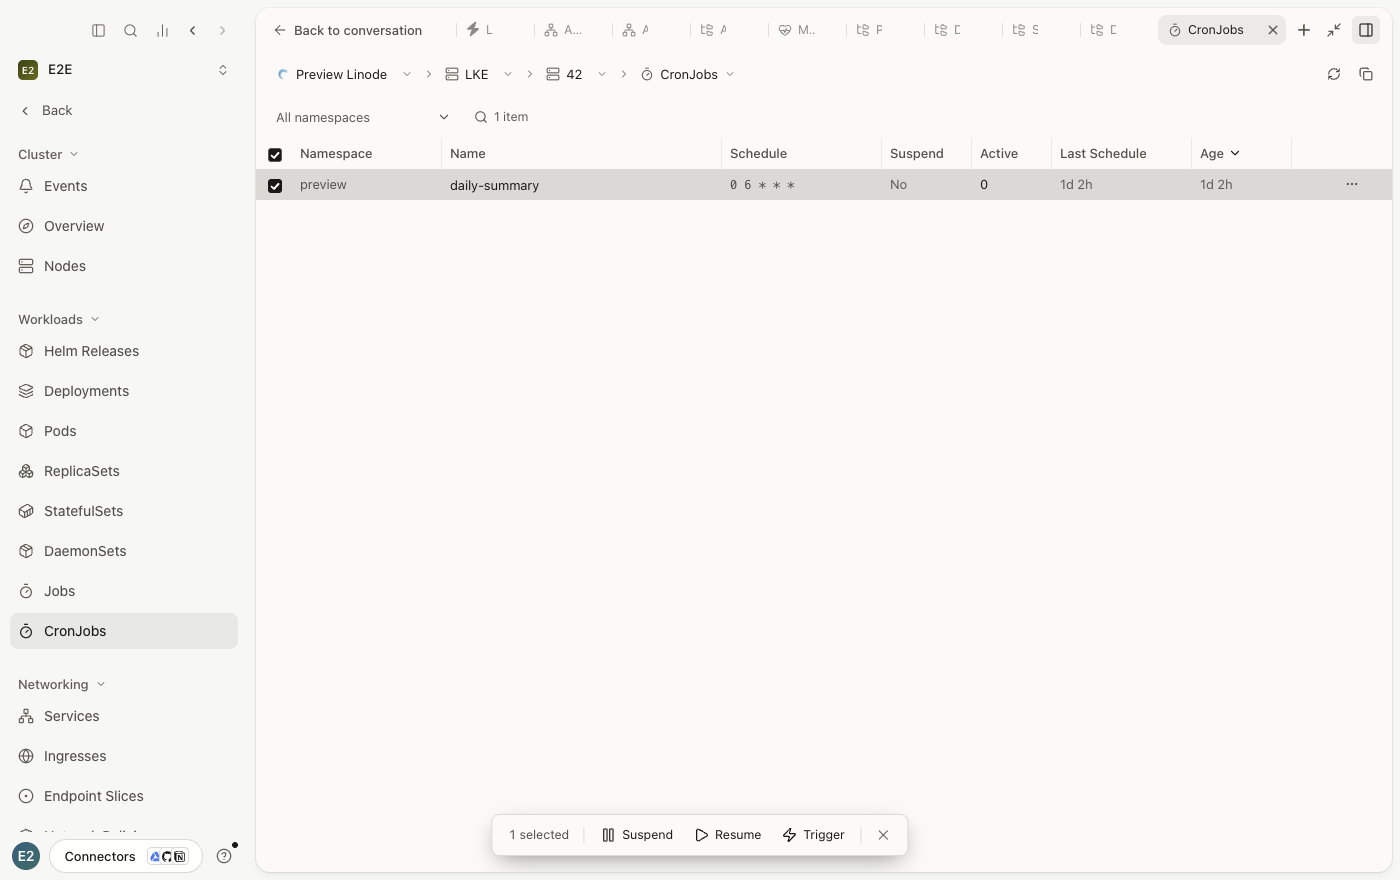 Back to conversation
L
A...
M..
CronJobs
E2 E2E
Preview Linode
LKE
42
CronJobs
Back
All namespaces
1 item
Cluster
Namespace
Name
Schedule
Suspend
Active
Last Schedule
Age
preview
daily-summary
0 6 * * *
No
0
1d 2h
1d 2h
Events
Overview
Nodes
Workloads
Helm Releases
Deployments
Pods
ReplicaSets
StatefulSets
DaemonSets
Jobs
CronJobs
Networking
Services
Ingresses
Endpoint Slices
1 selected
Suspend
Resume
Trigger
E2
Connectors